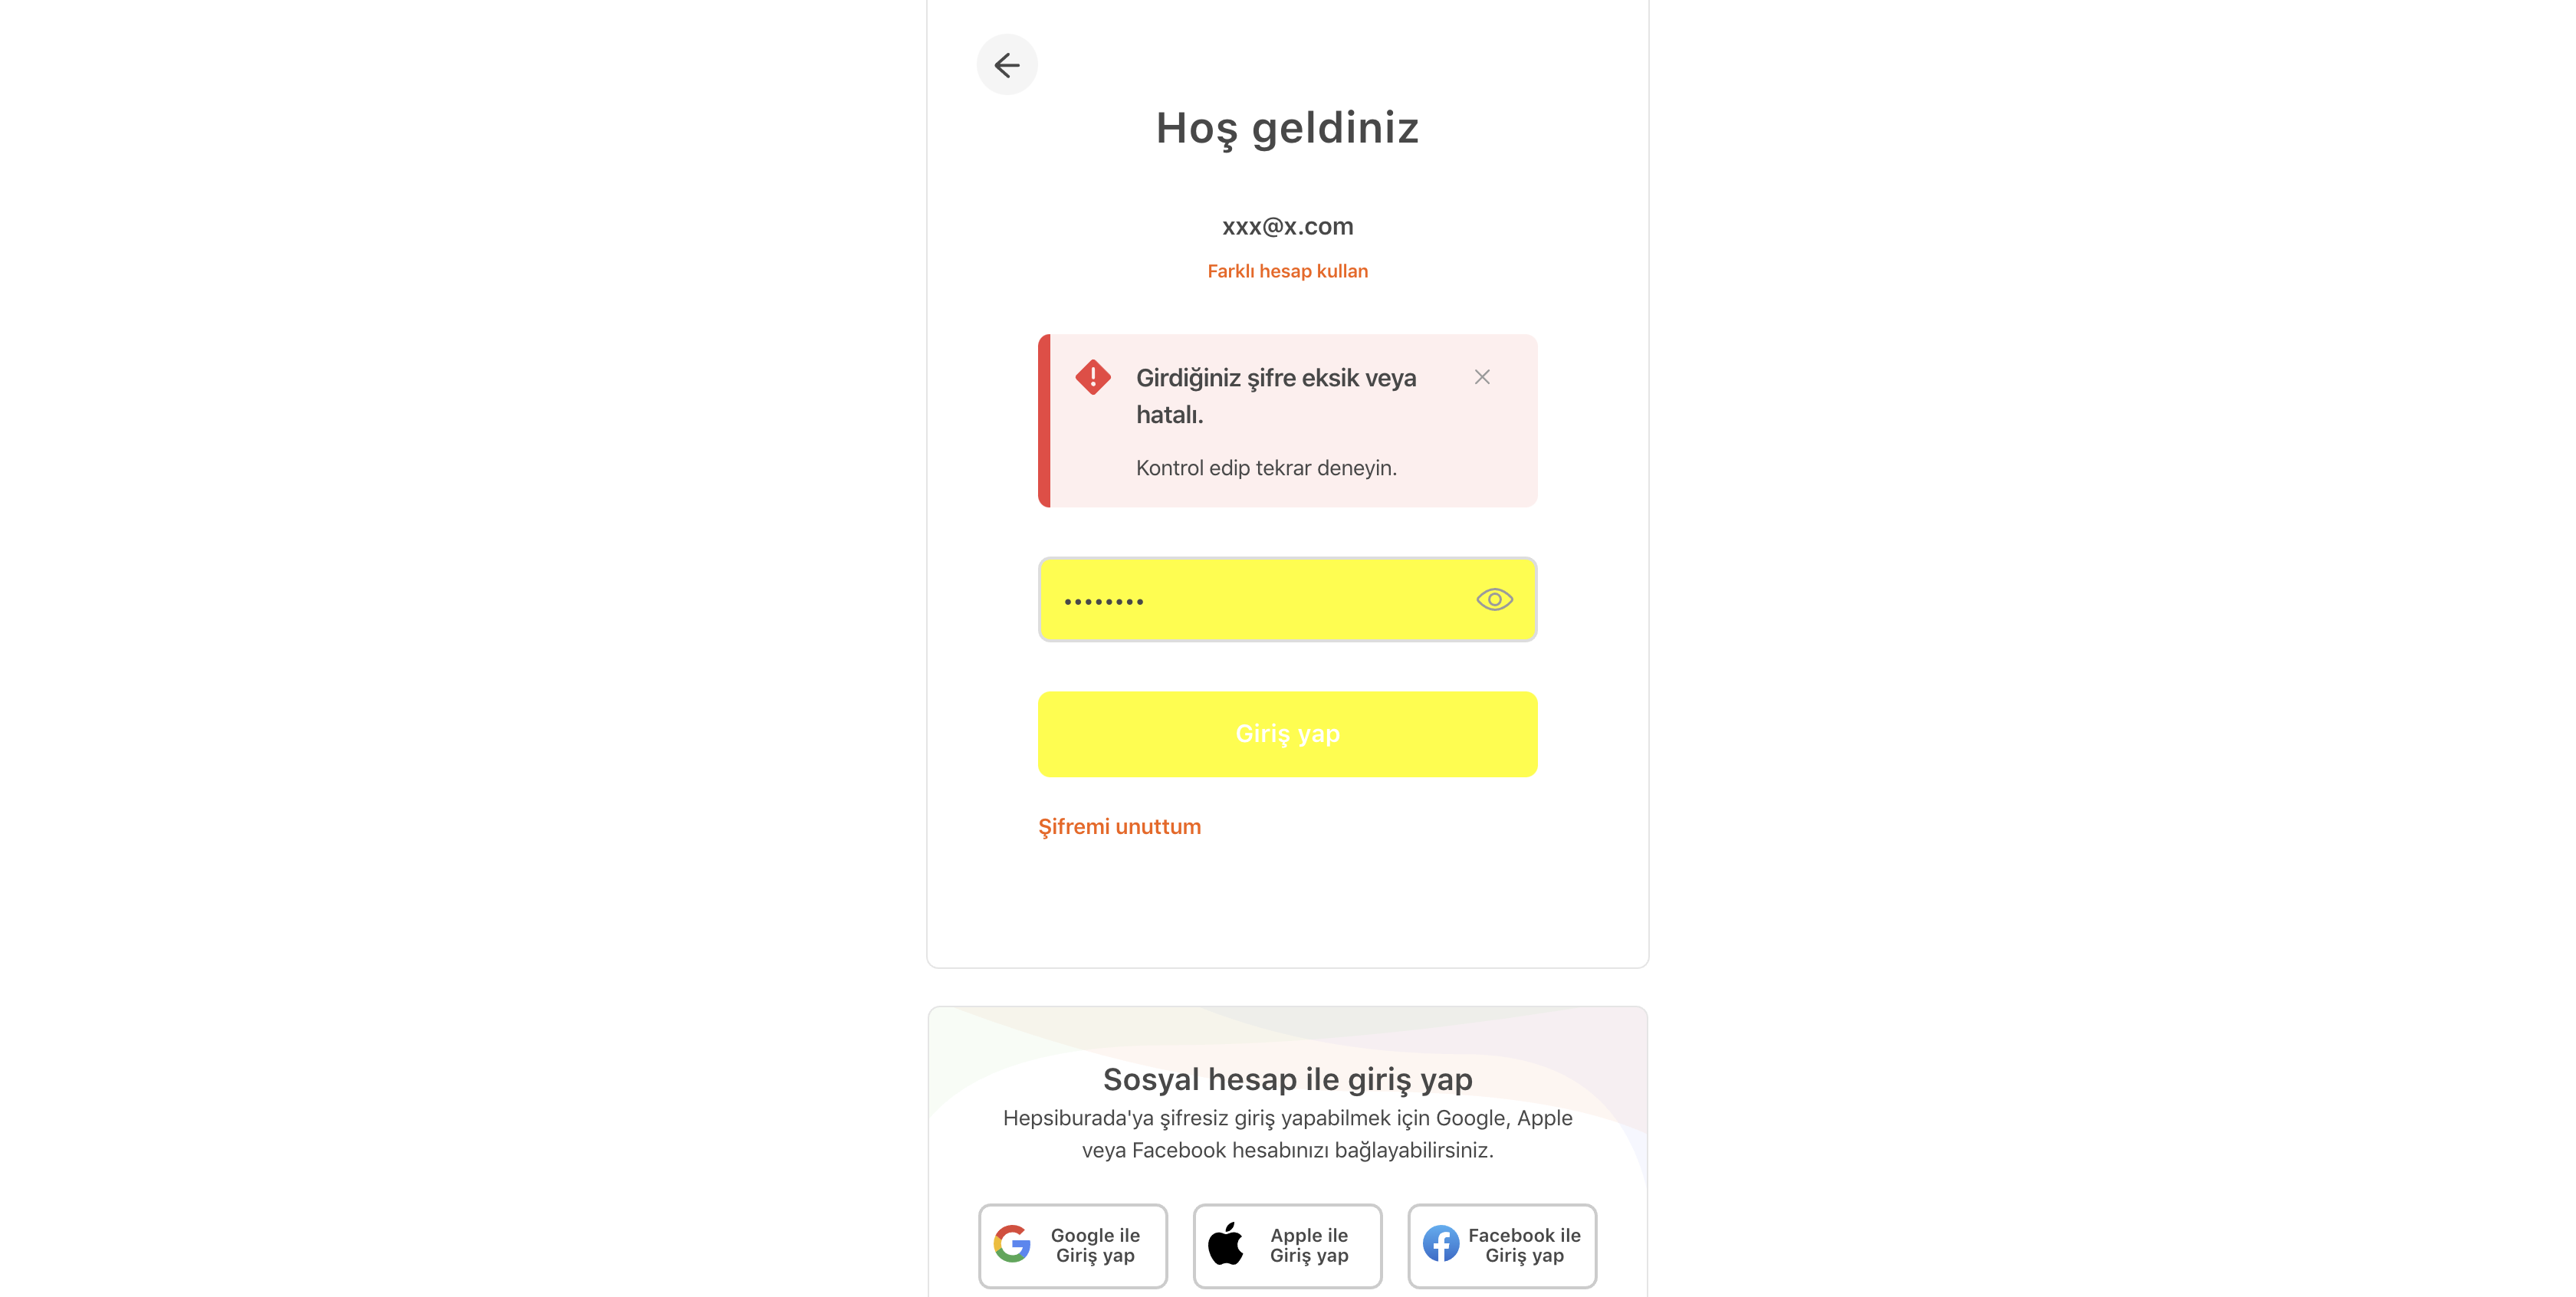 Hoş geldiniz
xxx@x.com
Farklı hesap kullan
Girdiğiniz şifre eksik veya
hatalı.
Kontrol edip tekrar deneyin.
Giriş yap
Şifremi unuttum
Sosyal hesap ile giriş yap
Hepsiburada'ya şifresiz giriş yapabilmek için Google, Apple
veya Facebook hesabınızı bağlayabilirsiniz.
Google ile
Giriş yap
Apple ile
Giriş yap
Facebook ile
Giriş yap